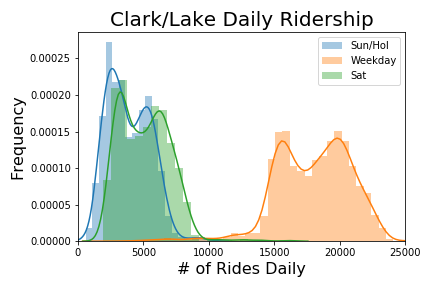 Clark/Lake Daily Ridership
Frequency
0.00025
0.00020
0.00015
0.00010
0.00005
0.00000
Sun/Hol
Weekday
Sat
0 5000 10000 15000 20000 25000
# of Rides Daily